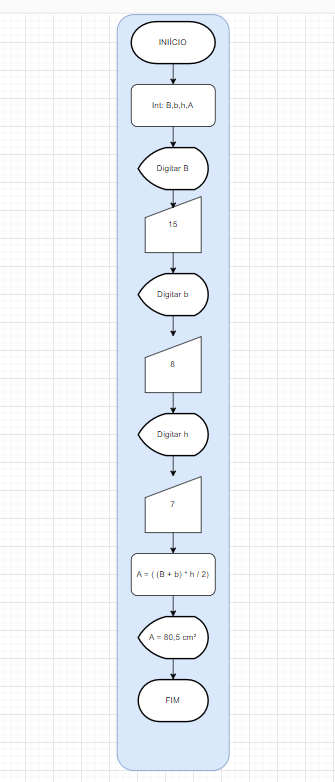 INIÍCIO
Int: B,b,h,A
Digitar B
15
Digitar b
8
Digitar h
7
A = ( (B + b) * h / 2)
A = 80,5 cm²
FIM